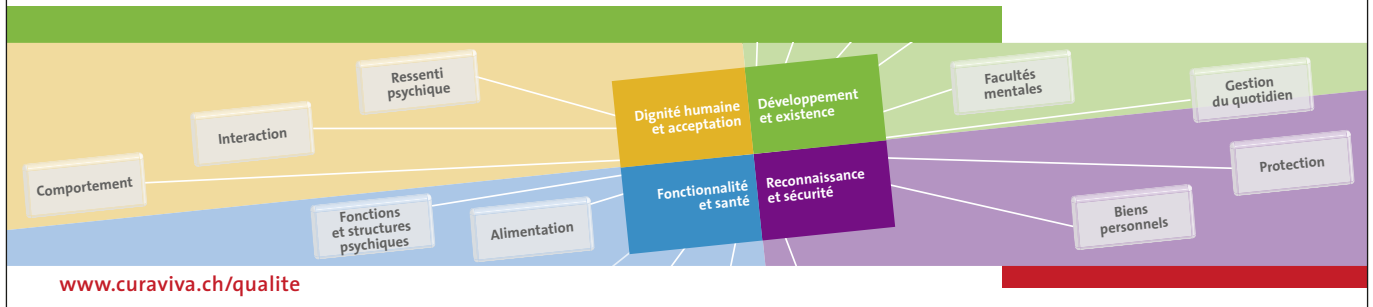 Ressenti
psychique
Interaction
Comportement
Dignité humaine
et acceptation
Développement
et existence
Facultés
mentales
Gestion
du quotidien
Fonctions
et structures
psychiques
Alimentation
Fonctionnalité
et santé
Reconnaissance
et sécurité
Protection
Biens
personnels
www.curaviva.ch/qualite